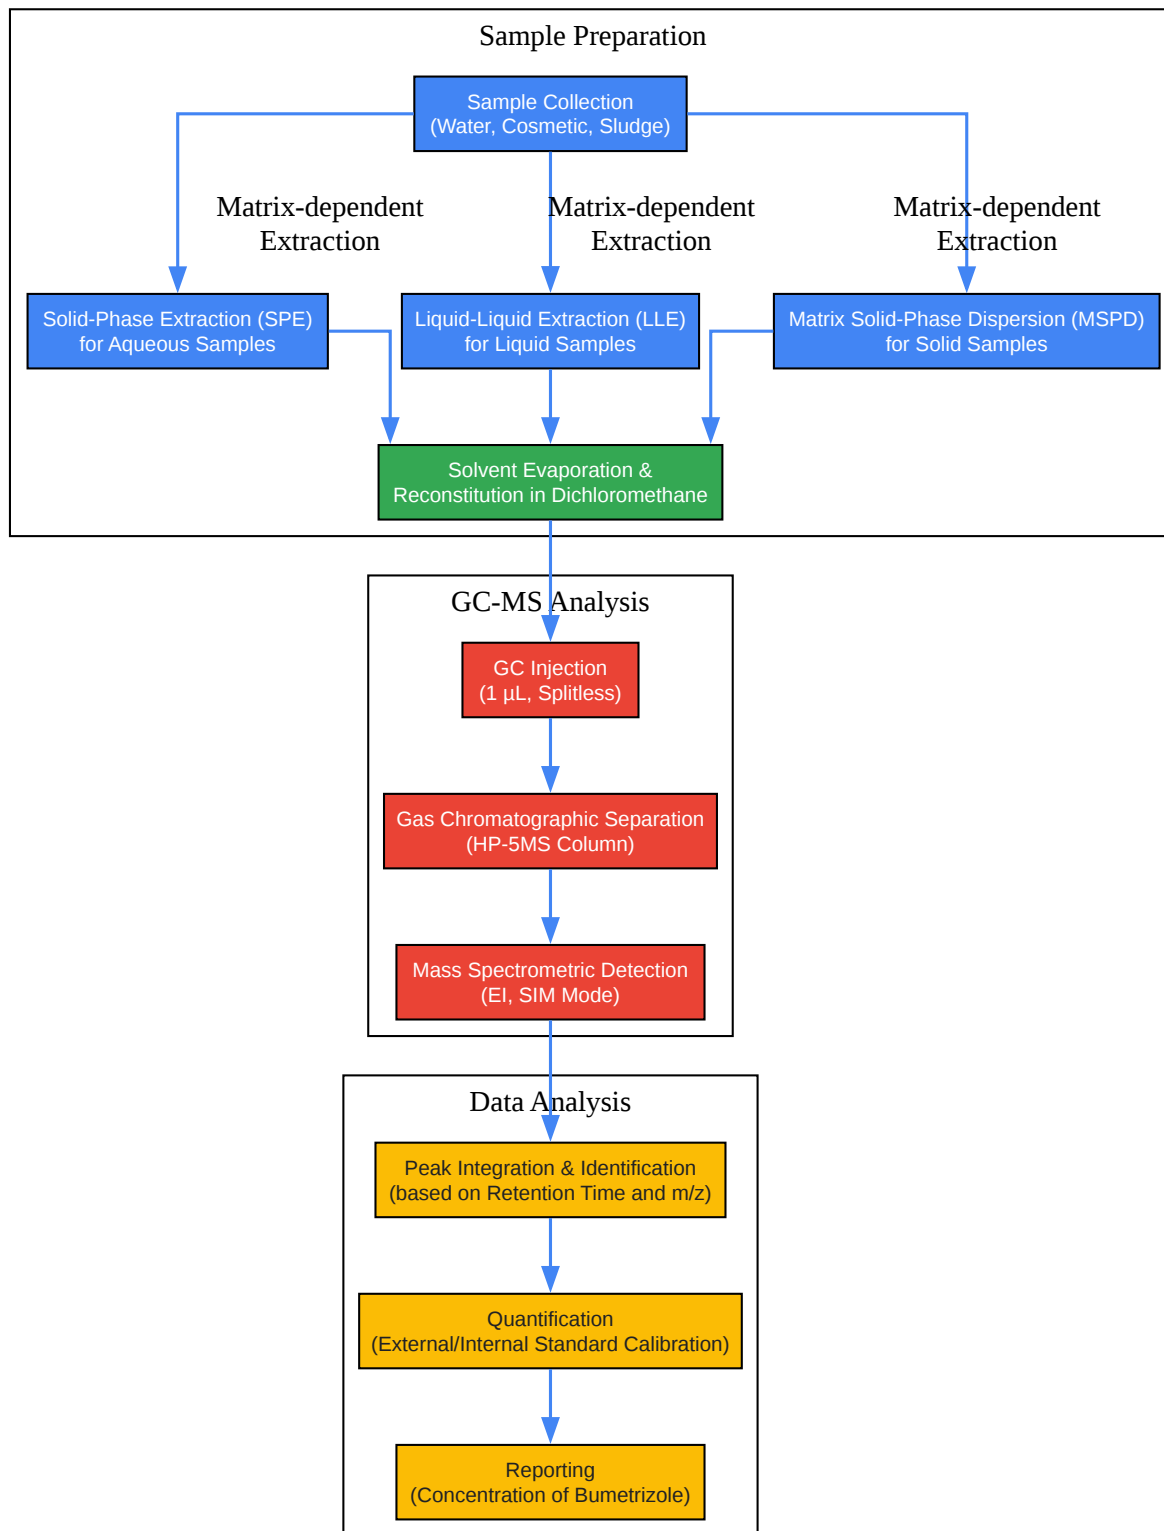 Sample Preparation
Sample Collection
(Water, Cosmetic, Sludge)
Matrix-dependent
Extraction
Matrix-dependent
Extraction
Matrix-dependent
Extraction
Solid-Phase Extraction (SPE)
for Aqueous Samples
Liquid-Liquid Extraction (LLE)
for Liquid Samples
Matrix Solid-Phase Dispersion (MSPD)
for Solid Samples
Solvent Evaporation &
Reconstitution in Dichloromethane
GC-MS Analysis
GC Injection
(1 µL, Splitless)
Gas Chromatographic Separation
(HP-5MS Column)
Mass Spectrometric Detection
(EI, SIM Mode)
Data Analysis
Peak Integration & Identification
(based on Retention Time and m/z)
Quantification
(External/Internal Standard Calibration)
Reporting
(Concentration of Bumetrizole)